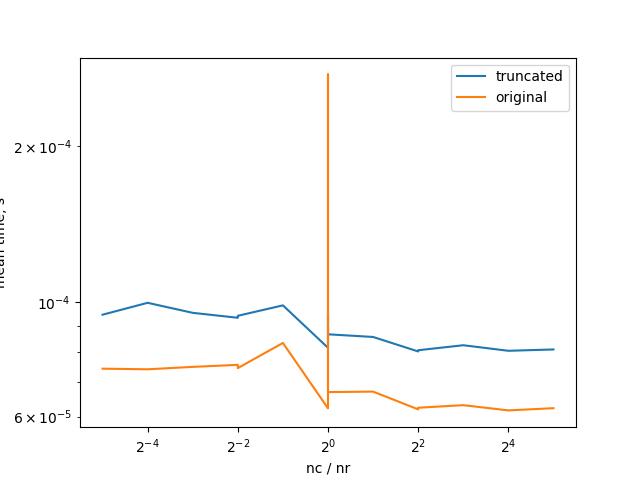 truncated
original
2 × 10⁻⁴
10⁻⁴
6 × 10⁻⁵
mean time, s
2⁻⁴ 2⁻² 2⁰ 2² 2⁴
nc / nr